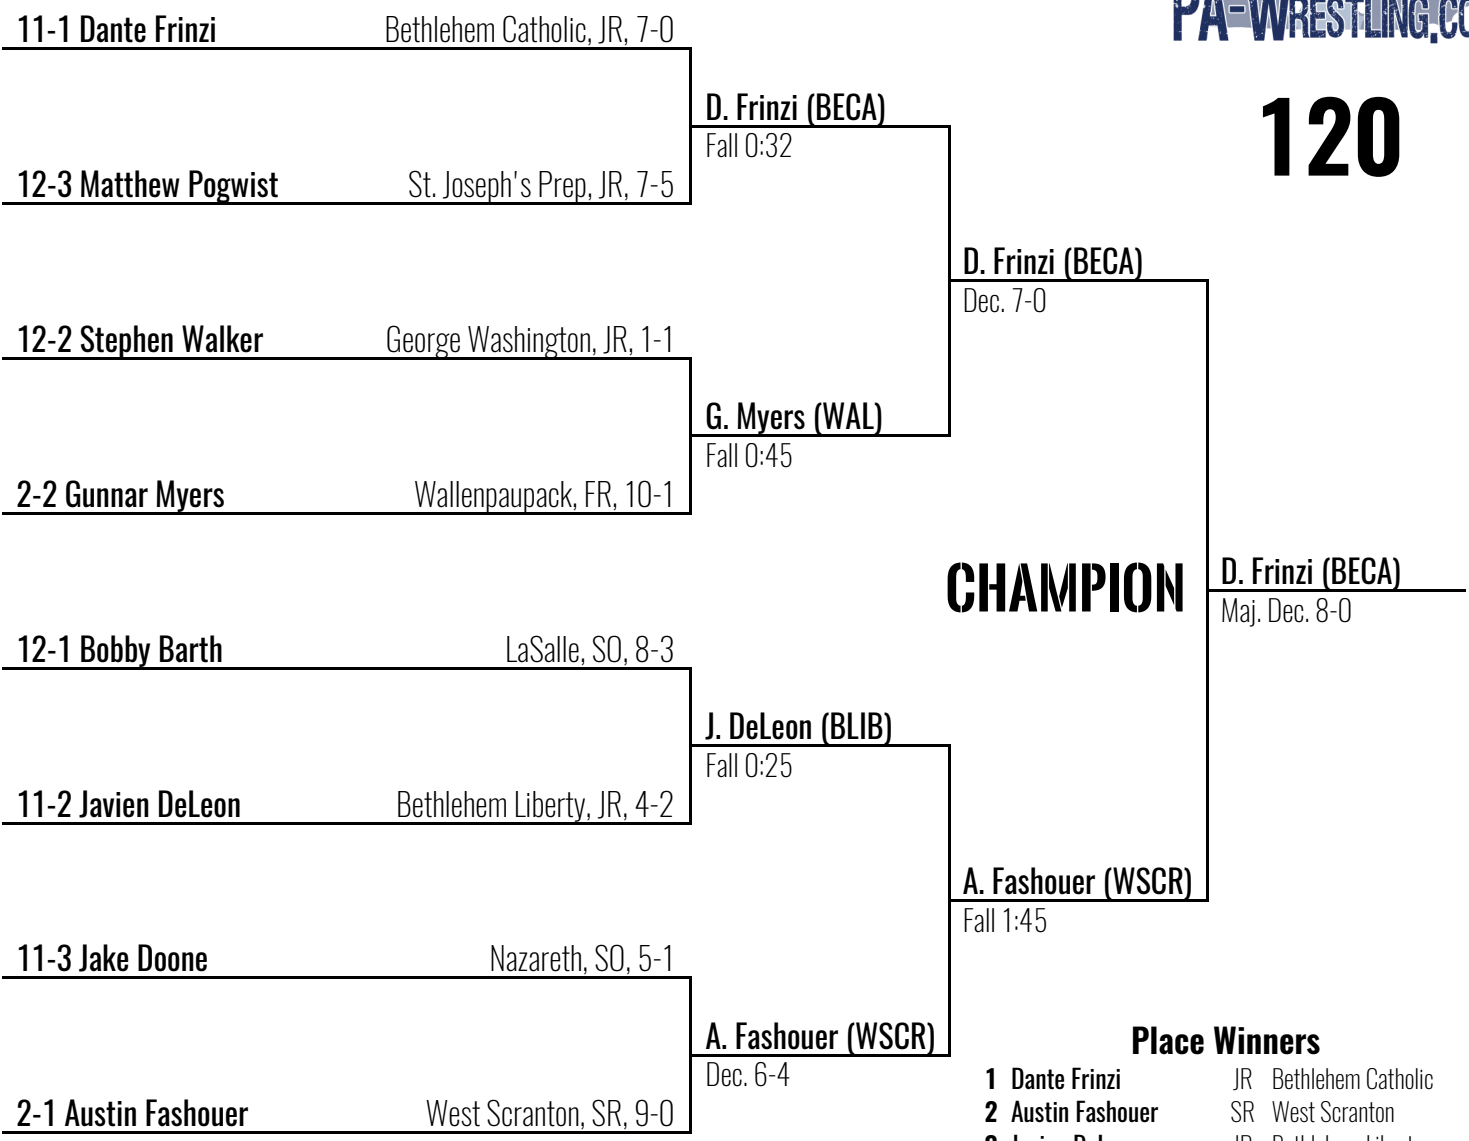 PA-WRESTLING.CO
120
11-1 Dante Frinzi Bethlehem Catholic, JR, 7-0
D. Frinzi (BECA)
Fall 0:32
12-3 Matthew Pogwist St. Joseph's Prep, JR, 7-5
D. Frinzi (BECA)
Dec. 7-0
12-2 Stephen Walker George Washington, JR, 1-1
G. Myers (WAL)
Fall 0:45
2-2 Gunnar Myers Wallenpaupack, FR, 10-1
CHAMPION
D. Frinzi (BECA)
Maj. Dec. 8-0
12-1 Bobby Barth LaSalle, SO, 8-3
J. DeLeon (BLIB)
Fall 0:25
11-2 Javien DeLeon Bethlehem Liberty, JR, 4-2
A. Fashouer (WSCR)
Fall 1:45
11-3 Jake Doone Nazareth, SO, 5-1
A. Fashouer (WSCR)
Dec. 6-4
2-1 Austin Fashouer West Scranton, SR, 9-0
Place Winners
1 Dante Frinzi JR Bethlehem Catholic
2 Austin Fashouer SR West Scranton